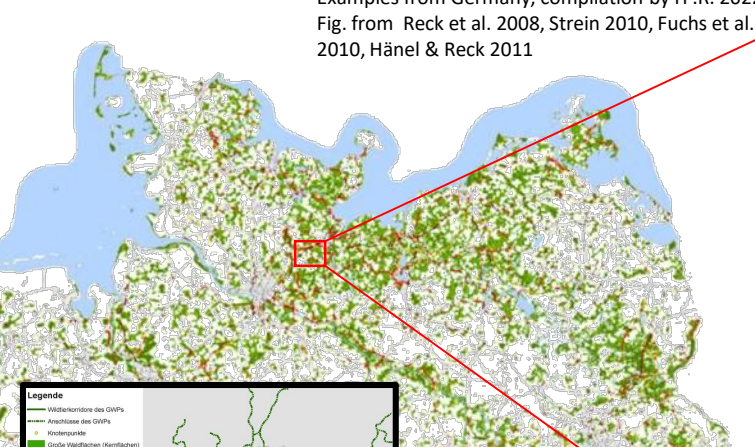 Examples from Germany, compilation by H.R. 2022
Fig. from Reck et al. 2008, Strein 2010, Fuchs et al.
2010, Hänel & Reck 2011
Legende
Wildtierkorridore des GWPs
Anschlüsse des GWPs
Knotenpunkte
Große Waldflächen (Kernflächen)